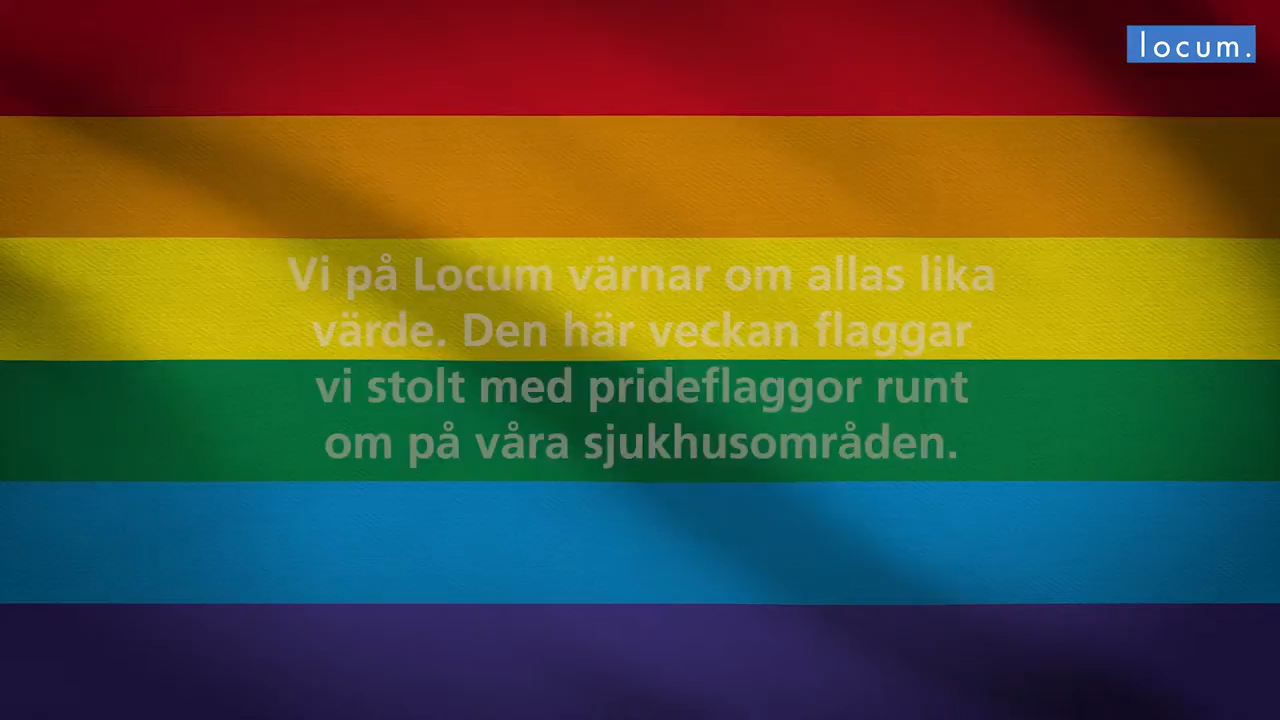 locum.
Vi på Locum värnar om allas lika
värde. Den här veckan flaggar
vi stolt med prideflaggor runt
om på våra sjukhusområden.